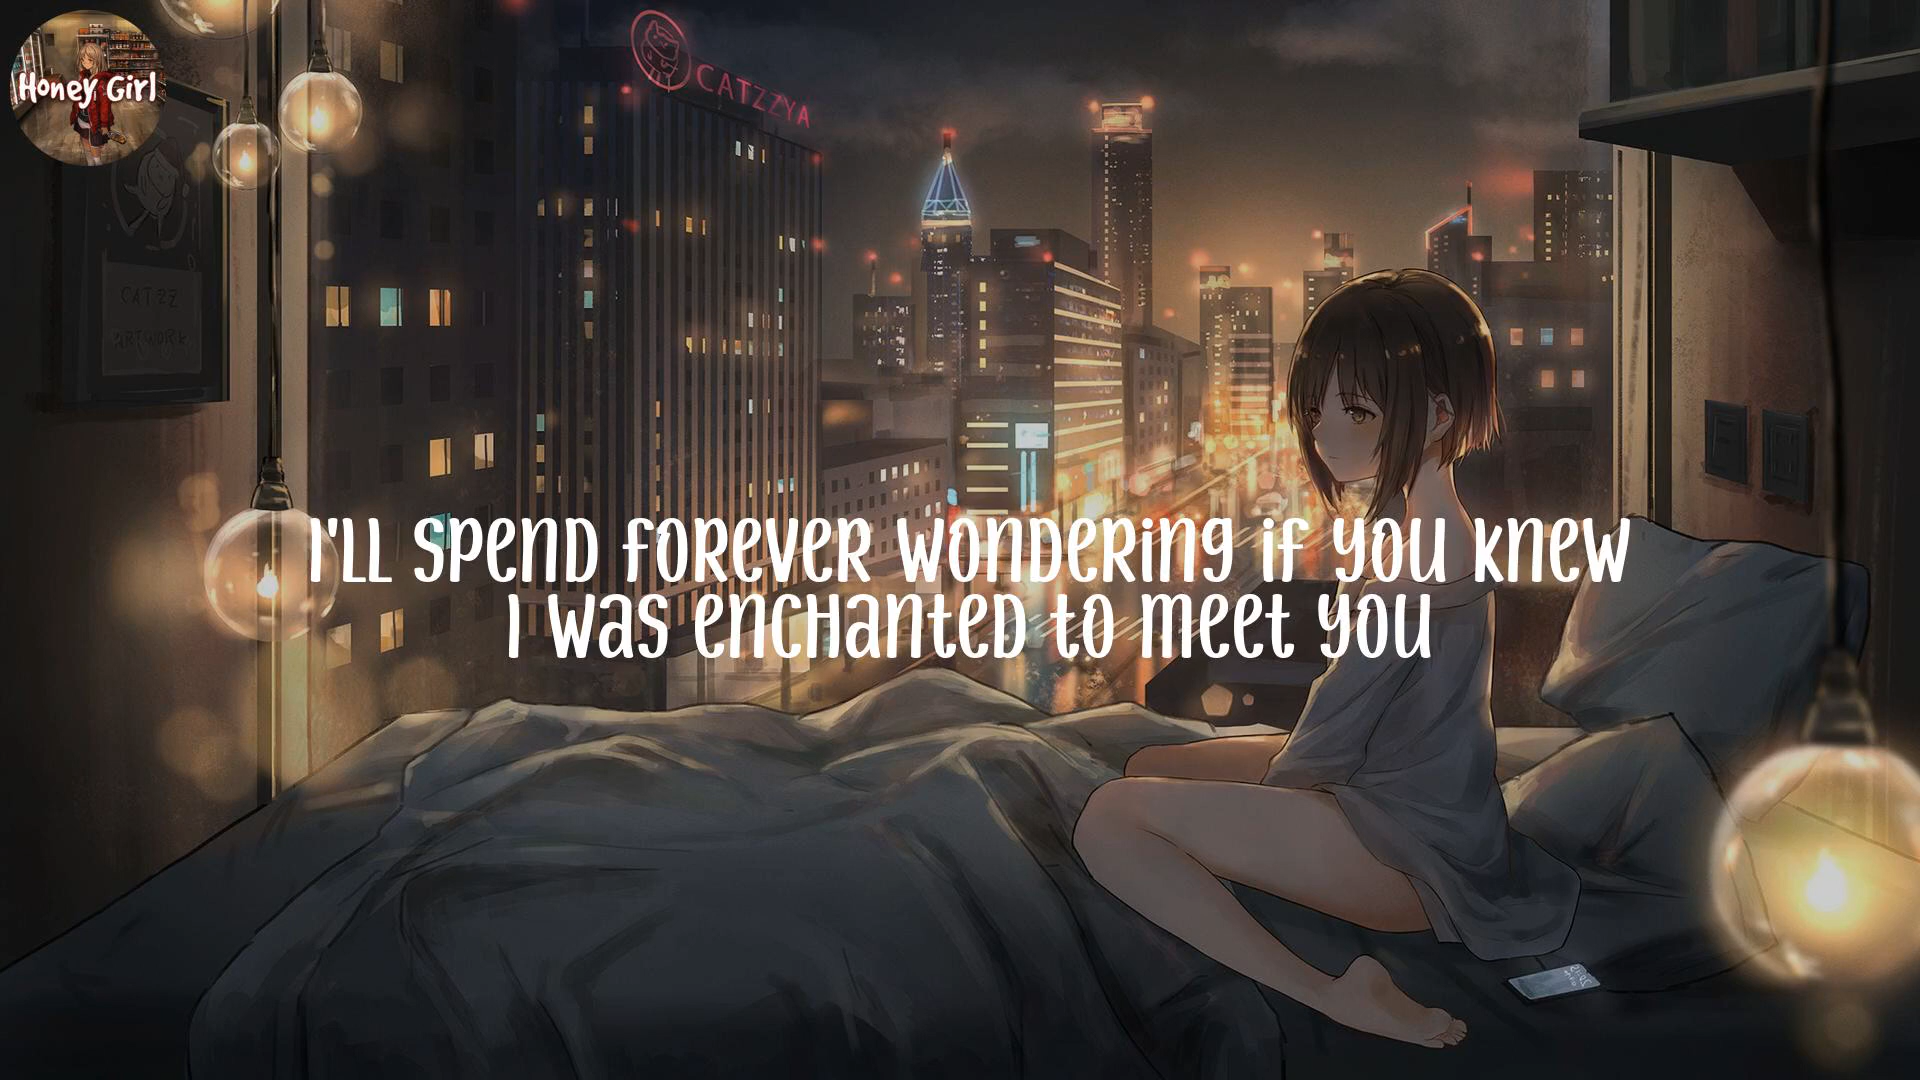 Honey Girl
CATZZYA
CATZZ
ARTWORK
I'LL SPEND FOREVER WONDERING IF YOU KNEW
I WAS ENCHANTED TO MEET YOU